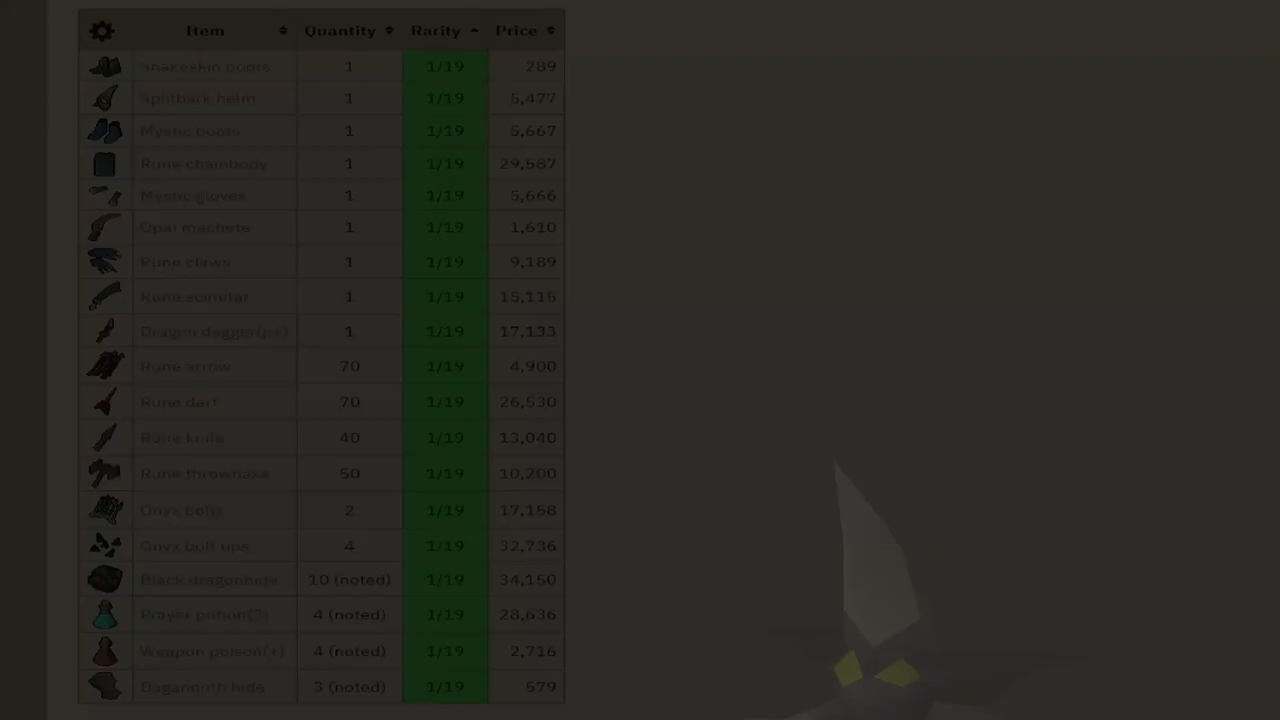 Item Quantity Rarity Price
Snakeskin boots 1 1/19 289
Splitbark helm 1 1/19 5,477
Mystic boots 1 1/19 5,667
Rune chainbody 1 1/19 29,587
Mystic gloves 1 1/19 5,666
Opal machete 1 1/19 1,610
Rune claws 1 1/19 9,189
Rune scimitar 1 1/19 15,115
Dragon dagger(p+) 1 1/19 17,133
Rune arrow 70 1/19 4,900
Rune dart 70 1/19 26,530
Rune knife 40 1/19 13,040
Rune thrownaxe 50 1/19 10,200
Onyx bolts 2 1/19 17,158
Onyx bolt tips 4 1/19 32,736
Black dragonhide 10 (noted) 1/19 34,150
Prayer potion(3) 4 (noted) 1/19 28,636
Weapon poison(+) 4 (noted) 1/19 2,716
Dagannoth hide 3 (noted) 1/19 579